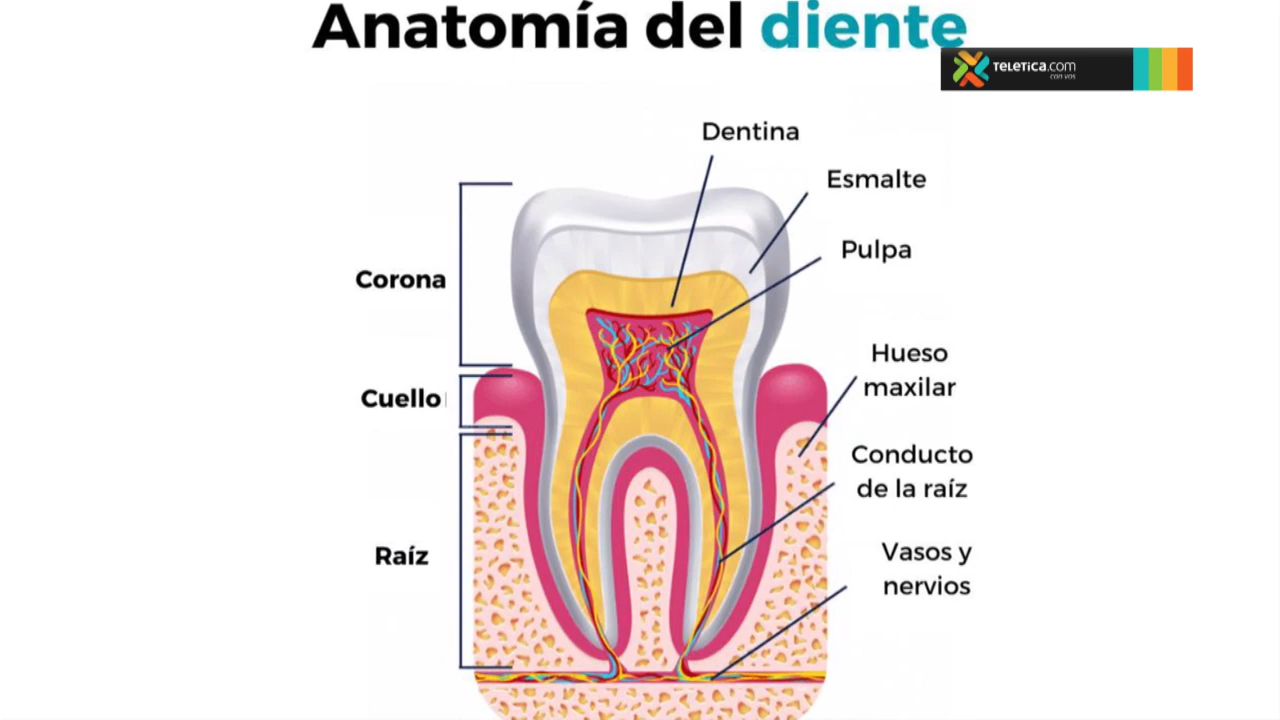 Anatomía del diente
TELETICA.com
con vos
Dentina
Esmalte
Pulpa
Corona
Hueso
maxilar
Cuello
Conducto
de la raíz
Raíz
Vasos y
nervios